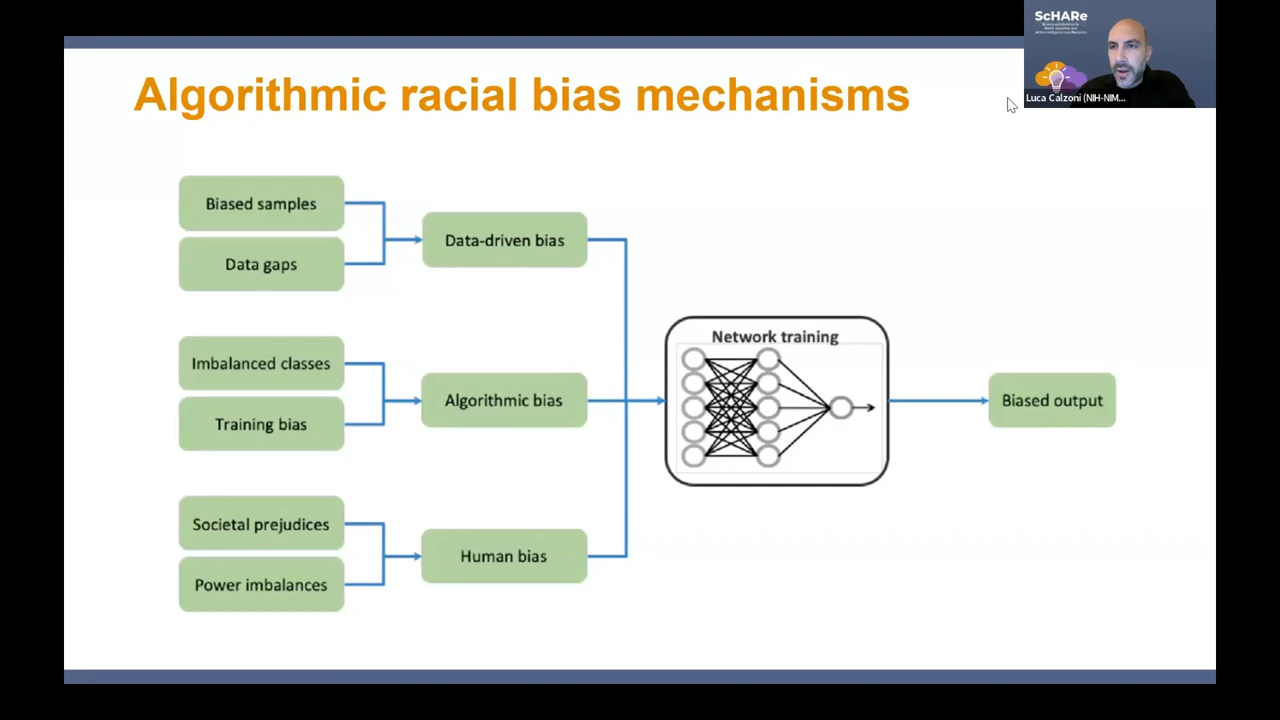 Algorithmic racial bias mechanisms
ScHARe
Luca Calzoni (NIH-NIM...
Biased samples
Data gaps
Data-driven bias
Imbalanced classes
Training bias
Algorithmic bias
Societal prejudices
Power imbalances
Human bias
Network training
Biased output